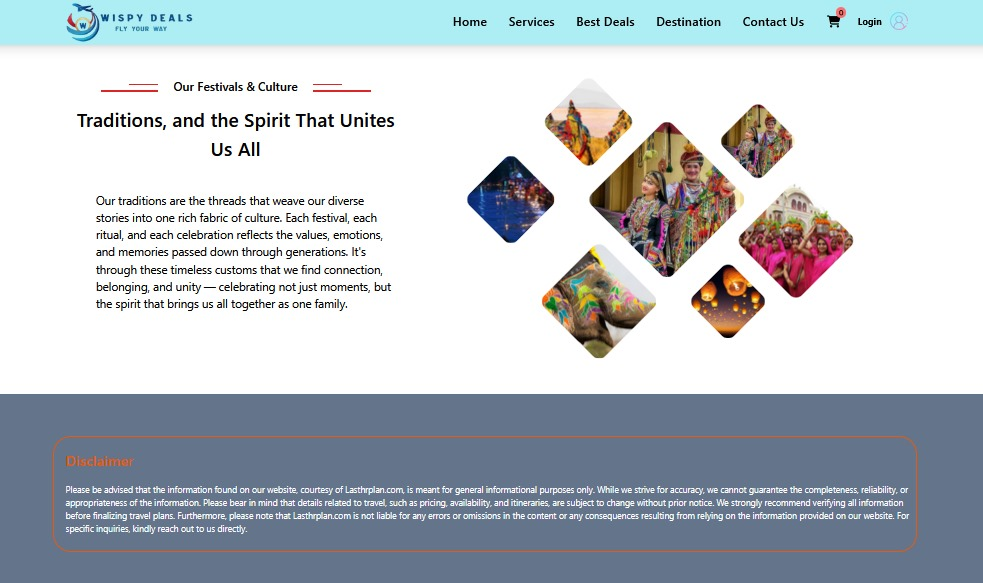 WISPY DEALS
FLY YOUR WAY
Home Services Best Deals Destination Contact Us 0 Login
Our Festivals & Culture
Traditions, and the Spirit That Unites
Us All
Our traditions are the threads that weave our diverse
stories into one rich fabric of culture. Each festival, each
ritual, and each celebration reflects the values, emotions,
and memories passed down through generations. It's
through these timeless customs that we find connection,
belonging, and unity — celebrating not just moments, but
the spirit that brings us all together as one family.
Disclaimer
Please be advised that the information found on our website, courtesy of Lasthrplan.com, is meant for general informational purposes only. While we strive for accuracy, we cannot guarantee the completeness, reliability, or
appropriateness of the information. Please bear in mind that details related to travel, such as pricing, availability, and itineraries, are subject to change without prior notice. We strongly recommend verifying all information
before finalizing travel plans. Furthermore, please note that Lasthrplan.com is not liable for any errors or omissions in the content or any consequences resulting from relying on the information provided on our website. For
specific inquiries, kindly reach out to us directly.